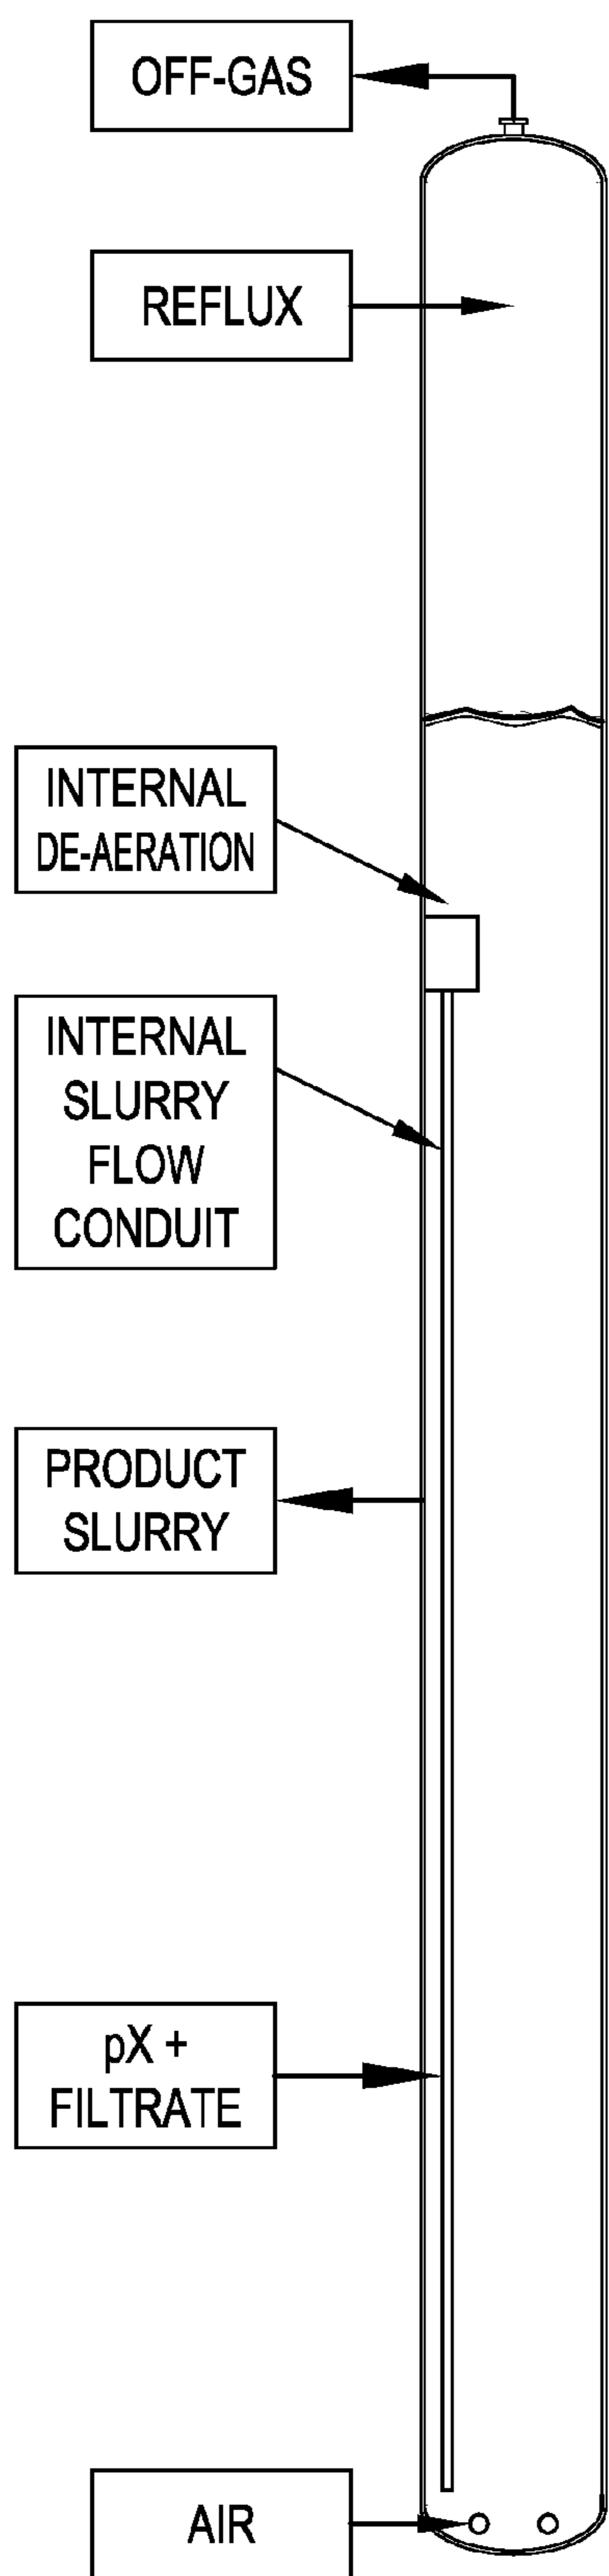 OFF-GAS
REFLUX
INTERNAL
DE-AERATION
INTERNAL
SLURRY
FLOW
CONDUIT
PRODUCT
SLURRY
pX +
FILTRATE
AIR